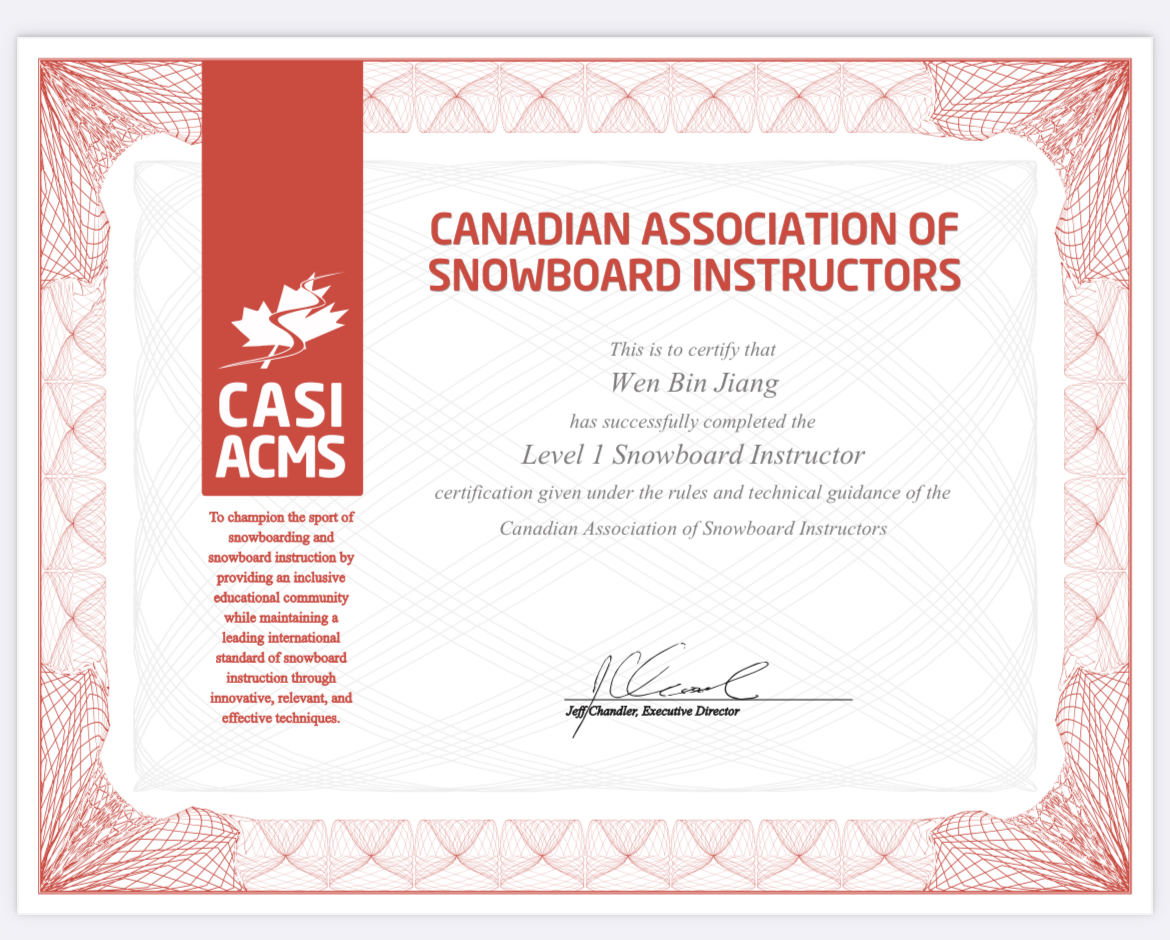 CANADIAN ASSOCIATION OF
SNOWBOARD INSTRUCTORS
This is to certify that
Wen Bin Jiang
has successfully completed the
Level 1 Snowboard Instructor
certification given under the rules and technical guidance of the
Canadian Association of Snowboard Instructors
CASI
ACMS
To champion the sport of
snowboarding and
snowboard instruction by
providing an inclusive
educational community
while maintaining a
leading international
standard of snowboard
instruction through
innovative, relevant, and
effective techniques.
Jeff Chandler, Executive Director